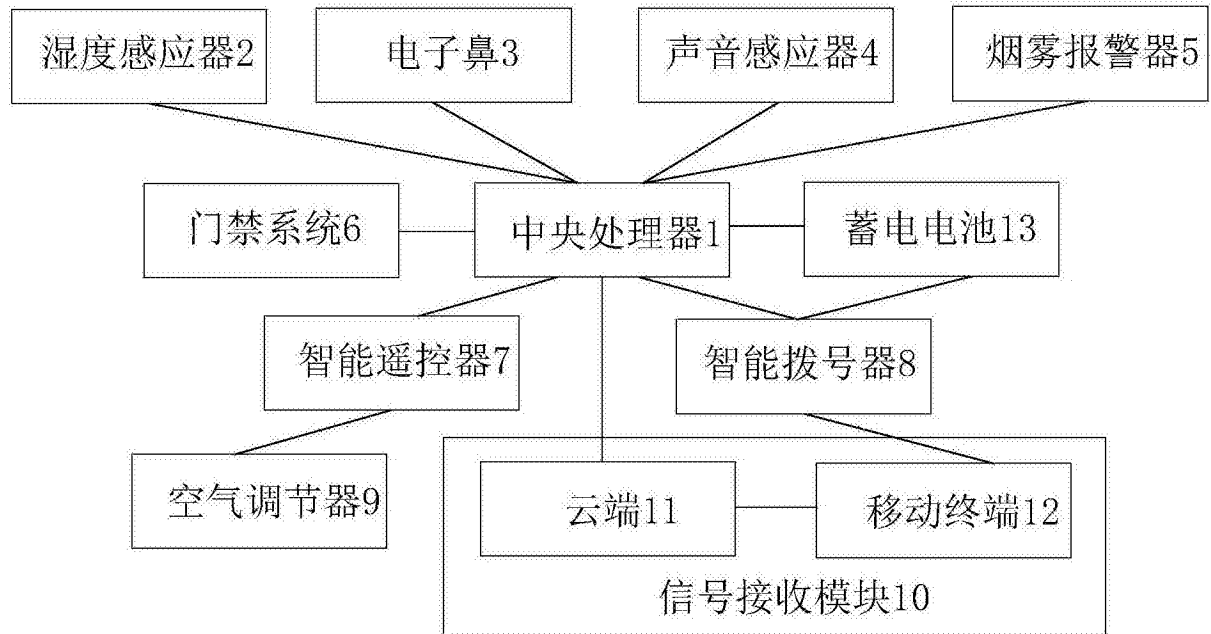 湿度感应器2
电子鼻3
声音感应器4
烟雾报警器5
门禁系统6
中央处理器1
蓄电电池13
智能遥控器7
智能拨号器8
空气调节器9
云端11
移动终端12
信号接收模块10